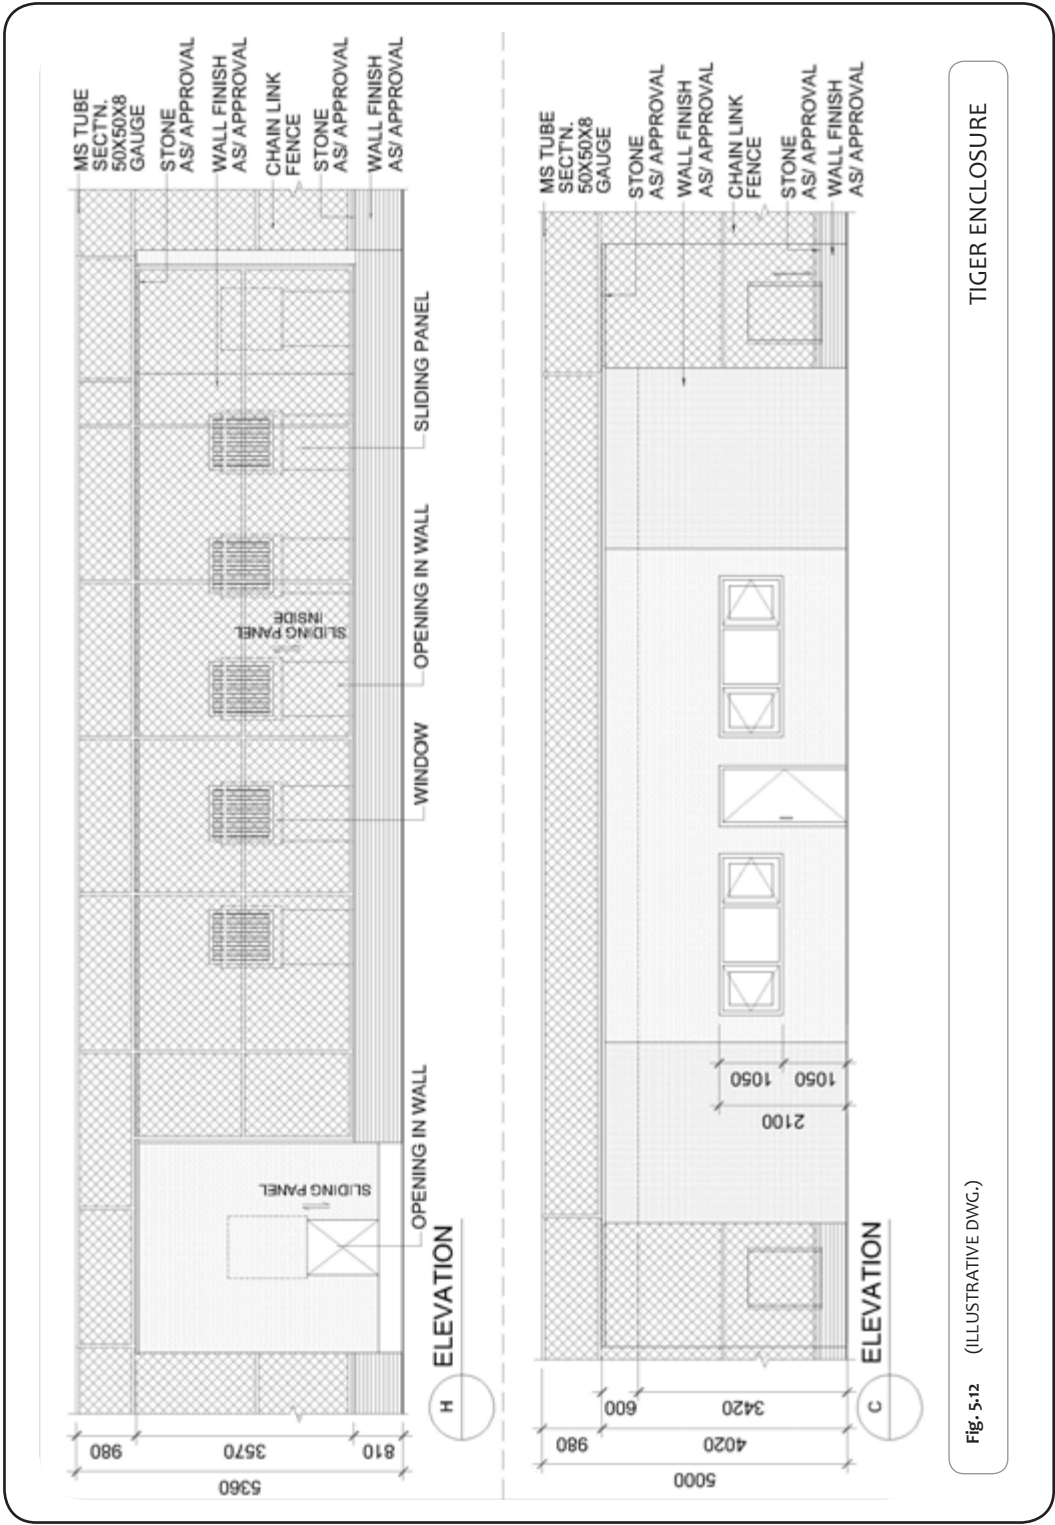 MS TUBE
SECT'N.
50X50X8
GAUGE
STONE
AS/ APPROVAL
WALL FINISH
AS/ APPROVAL
CHAIN LINK
FENCE
STONE
AS/ APPROVAL
WALL FINISH
AS/ APPROVAL
SLIDING PANEL
OPENING IN WALL
SLIDING PANEL
INSIDE
WINDOW
OPENING IN WALL
SLIDING PANEL
980
3570
810
5360
H
ELEVATION
MS TUBE
SECT'N.
50X50X8
GAUGE
STONE
AS/ APPROVAL
WALL FINISH
AS/ APPROVAL
CHAIN LINK
FENCE
STONE
AS/ APPROVAL
WALL FINISH
AS/ APPROVAL
1050
1050
2100
600
3420
980
4020
5000
C
ELEVATION
Fig. 5.12 (ILLUSTRATIVE DWG.)
TIGER ENCLOSURE